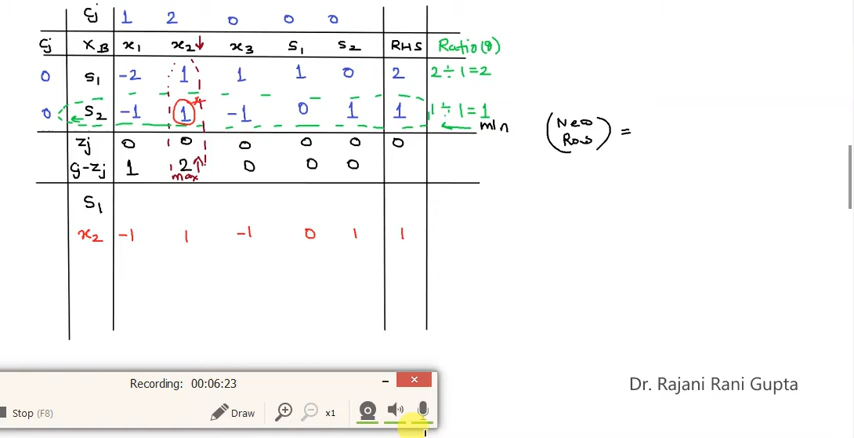 Cj 1 2 0 0 0
Cj XB x1 x2 x3 S1 S2 RHS Ratio(θ)
0 S1 -2 1 1 1 0 2 2÷1=2
0 S2 -1 1 -1 0 1 1 1÷1=1
min
Zj 0 0 0 0 0 0
Cj-Zj 1 2 0 0 0
max
S1
x2 -1 1 -1 0 1 1
(New Row) =
Dr. Rajani Rani Gupta
Recording: 00:06:23
Stop (F8) Draw x1